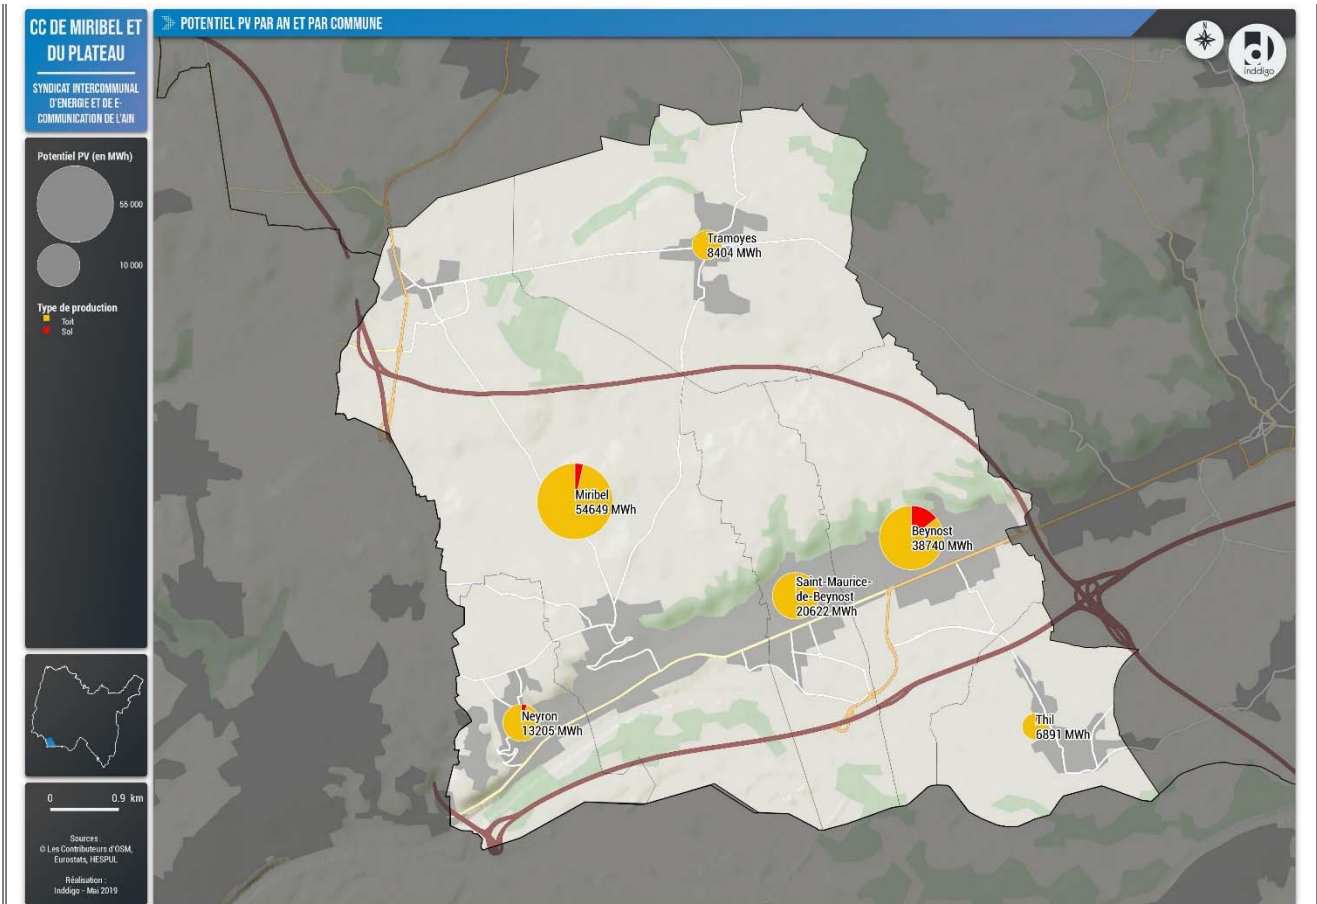 CC DE MIRIBEL ET
DU PLATEAU
SYNDICAT INTERCOMMUNAL
D'ENERGIE ET DE E-
COMMUNICATION DE L'AIN
POTENTIEL PV PAR AN ET PAR COMMUNE
N
inddigo
Potentiel PV (en MWh)
55 000
10 000
Type de production
Toit
Sol
Tramoyes
8404 MWh
Miribel
54649 MWh
Beynost
38740 MWh
Saint-Maurice-
de-Beynost
20622 MWh
Neyron
13205 MWh
Thil
6891 MWh
0 0.9 km
Sources :
© Les Contributeurs d'OSM,
Eurostats, HESPUL
Réalisation :
Inddigo - Mai 2019